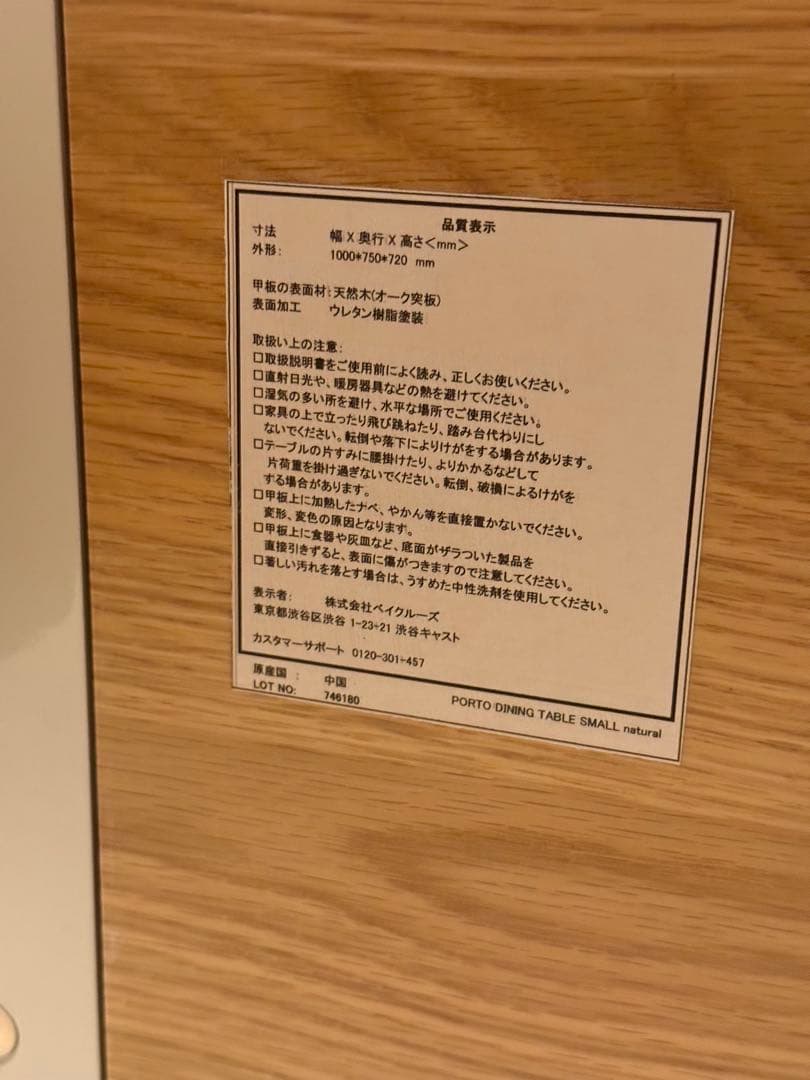 品質表示
寸法 幅 X 奥行 X 高さ<mm>
外形: 1000*750*720 mm
甲板の表面材:天然木(オーク突板)
表面加工 ウレタン樹脂塗装
取扱い上の注意:
□取扱説明書をご使用前によく読み、正しくお使いください。
□直射日光や、暖房器具などの熱を避けてください。
□湿気の多い所を避け、水平な場所でご使用ください。
□家具の上で立ったり飛び跳ねたり、踏み台代わりにし
ないでください。転倒や落下によりけがをする場合があります。
□テーブルの片すみに腰掛けたり、よりかかるなどして
片荷重を掛け過ぎないでください。転倒、破損によるけがを
する場合があります。
□甲板上に加熱したナベ、やかん等を直接置かないでください。
変形、変色の原因となります。
□甲板上に食器や灰皿など、底面がザラついた製品を
直接引きずると、表面に傷がつきますので注意してください。
□著しい汚れを落とす場合は、うすめた中性洗剤を使用してください。
表示者: 株式会社ベイクルーズ
東京都渋谷区渋谷 1-23-21 渋谷キャスト
カスタマーサポート 0120-301-457
原産国 : 中国
LOT NO: 746180
PORTO DINING TABLE SMALL natural